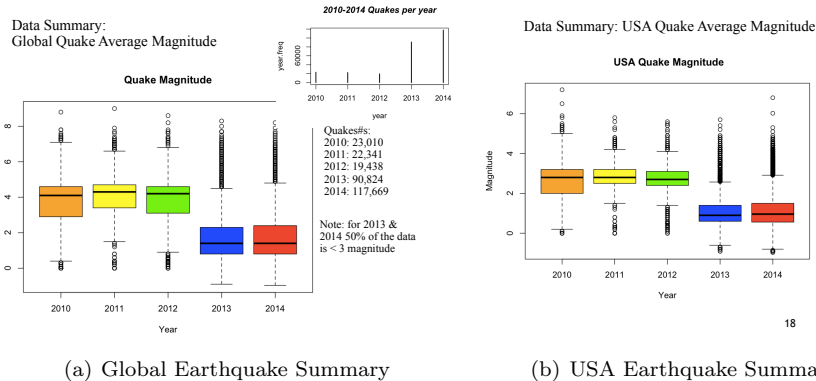 Data Summary:
Global Quake Average Magnitude
2010-2014 Quakes per year
year.freq
0 60000
2010 2011 2012 2013 2014
year
Quake Magnitude
0 2 4 6 8
2010 2011 2012 2013 2014
Year
Quakes#s:
2010: 23,010
2011: 22,341
2012: 19,438
2013: 90,824
2014: 117,669
Note: for 2013 &
2014 50% of the data
is < 3 magnitude
(a) Global Earthquake Summary
Data Summary: USA Quake Average Magnitude
USA Quake Magnitude
Magnitude
0 2 4 6
2010 2011 2012 2013 2014
Year
18
(b) USA Earthquake Summa